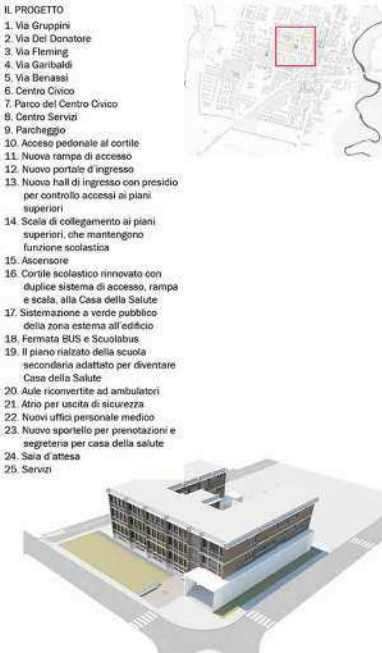 IL PROGETTO
1. Via Gruppini
2. Via Del Donatore
3. Via Fleming
4. Via Garibaldi
5. Via Benassi
6. Centro Civico
7. Parco del Centro Civico
8. Centro Servizi
9. Parcheggio
10. Acceso pedonale al cortile
11. Nuova rampa di accesso
12. Nuovo portale d'ingresso
13. Nuova hall di ingresso con presidio
per controllo accessi ai piani
superiori
14. Scala di collegamento ai piani
superiori, che mantengono
funzione scolastica
15. Ascensore
16. Cortile scolastico rinnovato con
duplice sistema di accesso, rampa
e scala, alla Casa della Salute
17. Sistemazione a verde pubblico
della zona esterna all'edificio
18. Fermata BUS e Scuolabus
19. Il piano rialzato della scuola
secondaria adattato per diventare
Casa della Salute
20. Aule riconvertite ad ambulatori
21. Atrio per uscita di sicurezza
22. Nuovi uffici personale medico
23. Nuovo sportello per prenotazioni e
segreteria per casa della salute
24. Sala d'attesa
25. Servizi